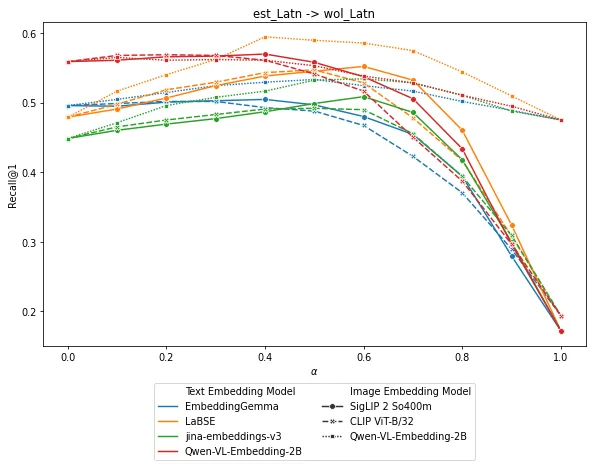 est_Latn -> wol_Latn
0.6
0.5
0.4
0.3
0.2
Recall@1
0.0 0.2 0.4 0.6 0.8 1.0
α
Text Embedding Model Image Embedding Model
EmbeddingGemma SigLIP 2 So400m
LaBSE CLIP ViT-B/32
jina-embeddings-v3 Qwen-VL-Embedding-2B
Qwen-VL-Embedding-2B